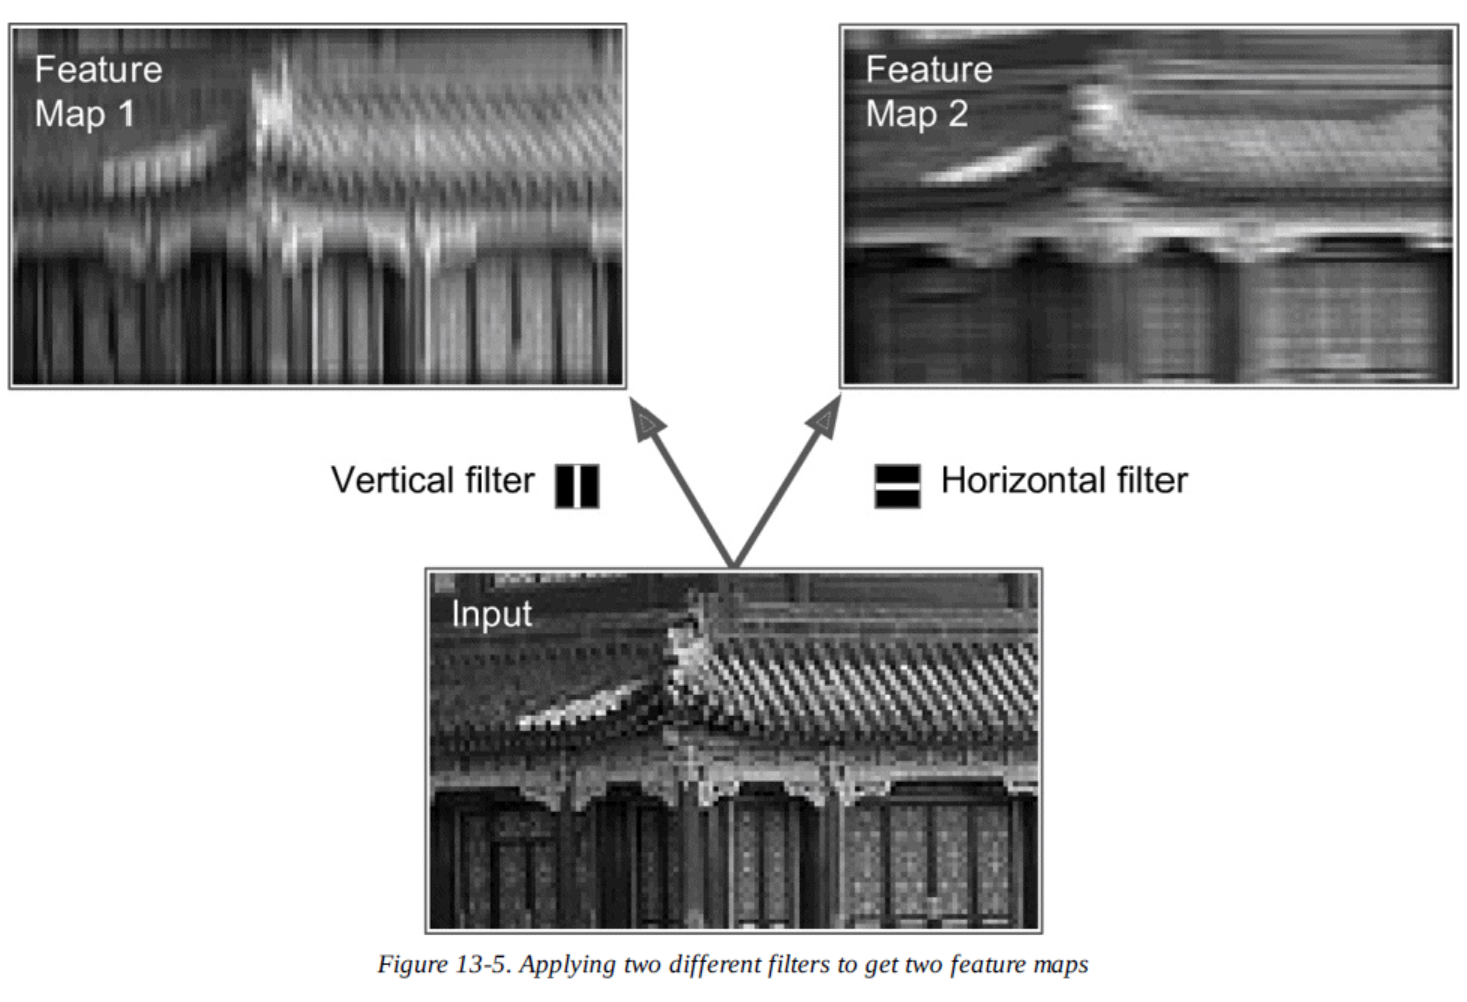 Feature
Map 1
Feature
Map 2
Vertical filter
Horizontal filter
Input
Figure 13-5. Applying two different filters to get two feature maps